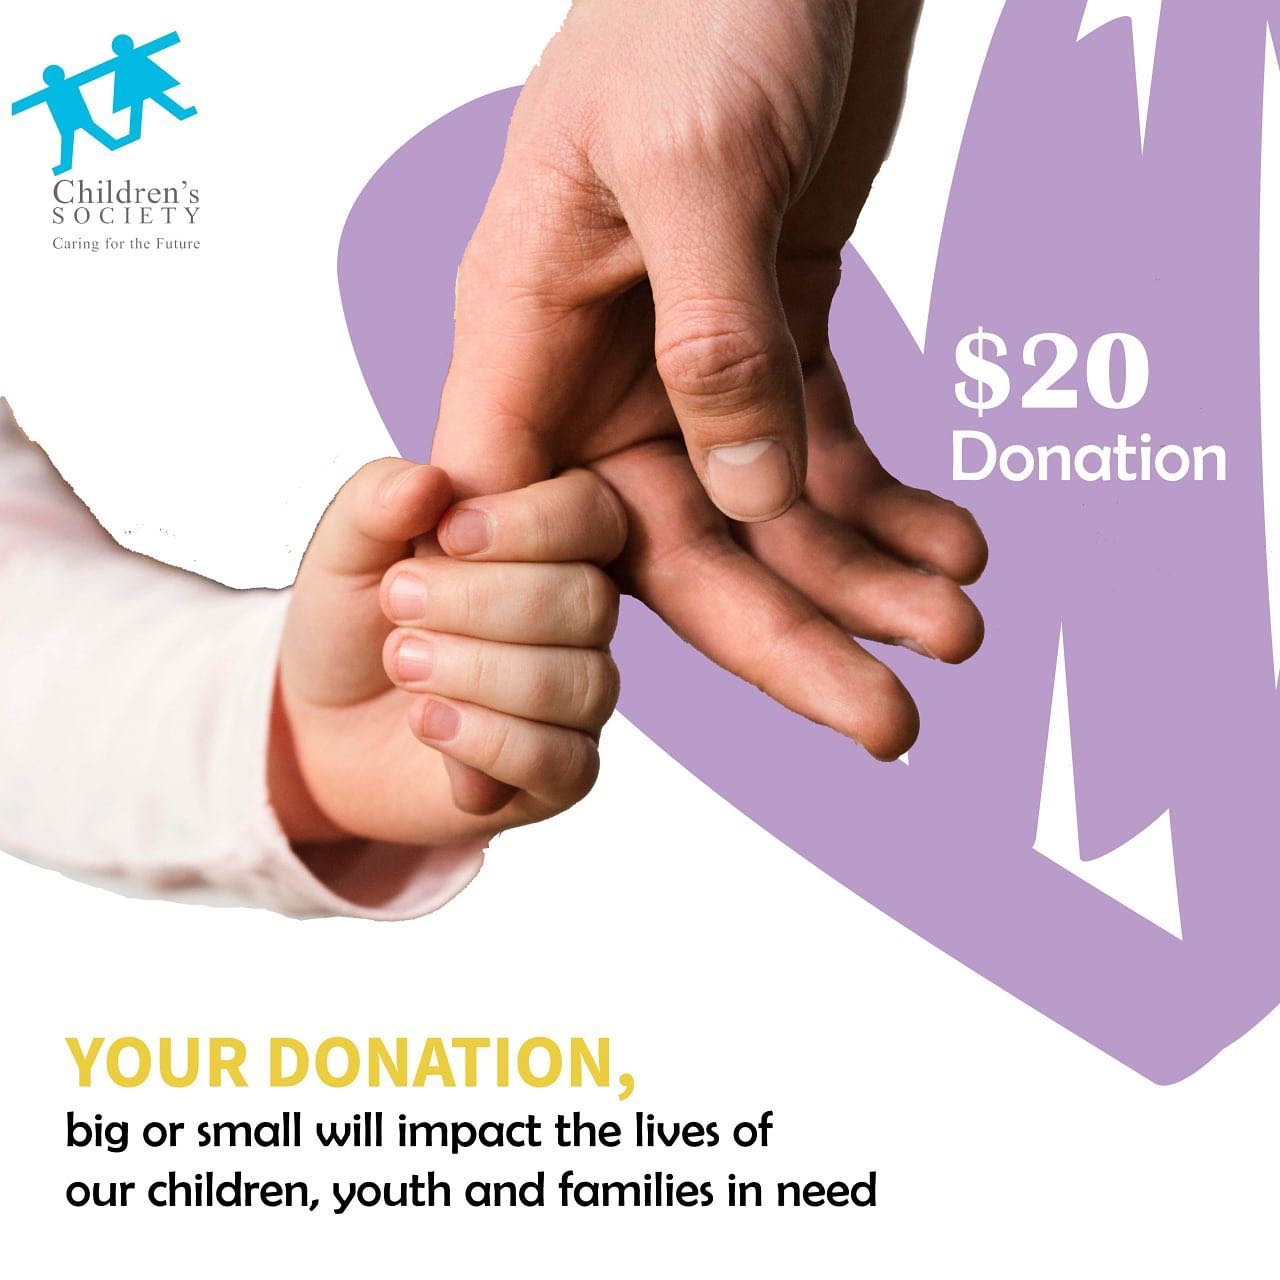 Children's
SOCIETY
Caring for the Future
$20
Donation
YOUR DONATION,
big or small will impact the lives of
our children, youth and families in need